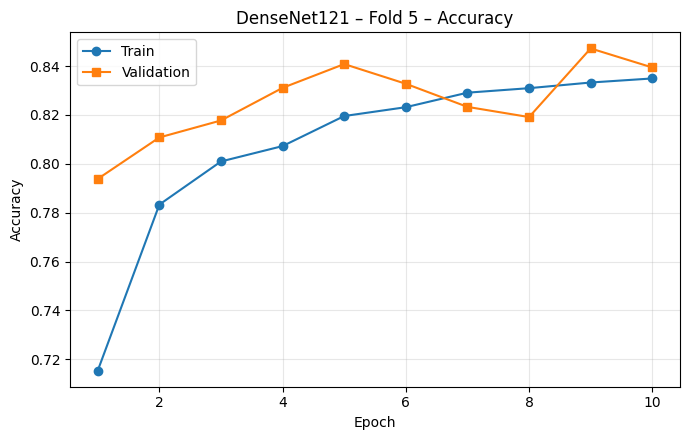 DenseNet121 – Fold 5 – Accuracy
Train
Validation
Accuracy
0.84
0.82
0.80
0.78
0.76
0.74
0.72
2 4 6 8 10
Epoch